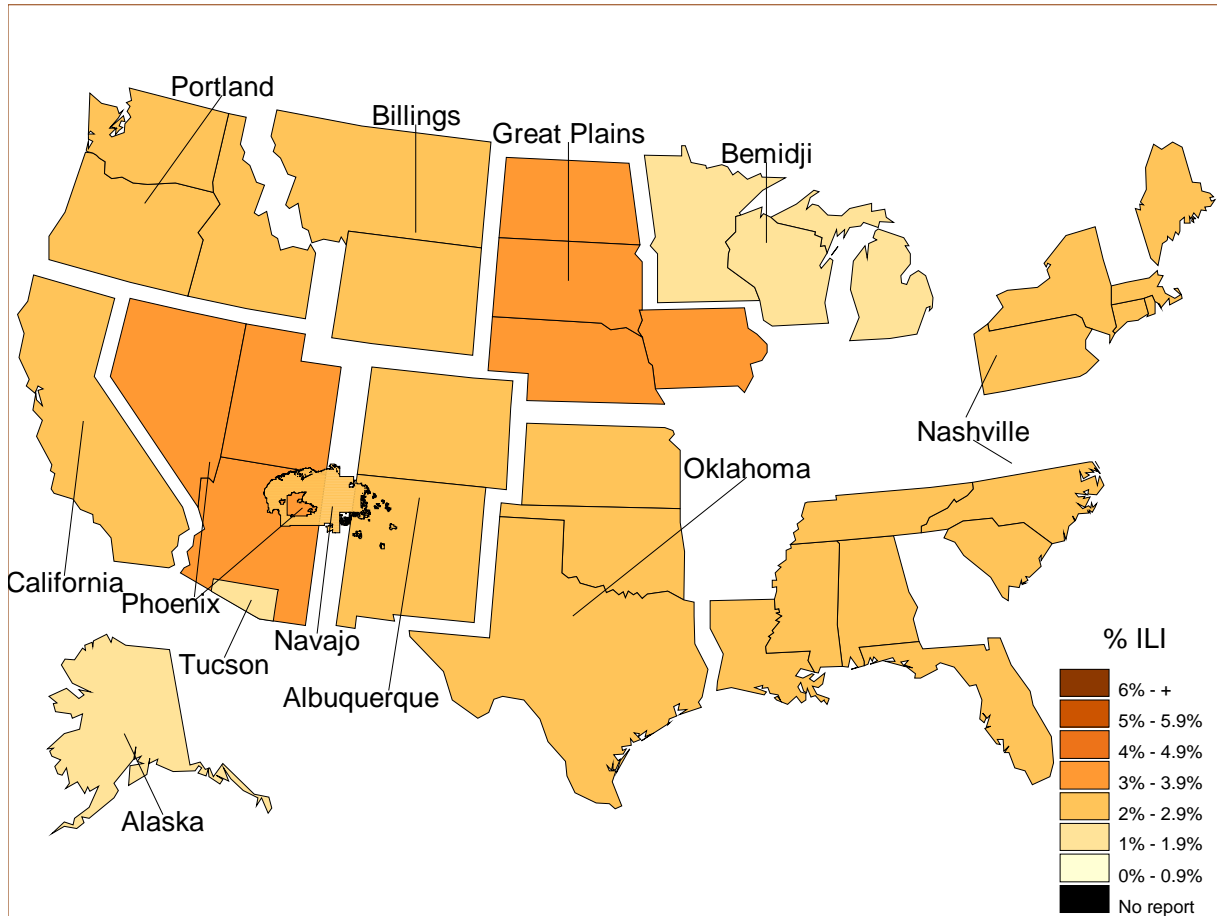 Portland
Billings
Great Plains
Bemidji
Nashville
Oklahoma
California
Phoenix
Navajo
Tucson
Albuquerque
Alaska
% ILI
6% - +
5% - 5.9%
4% - 4.9%
3% - 3.9%
2% - 2.9%
1% - 1.9%
0% - 0.9%
No report